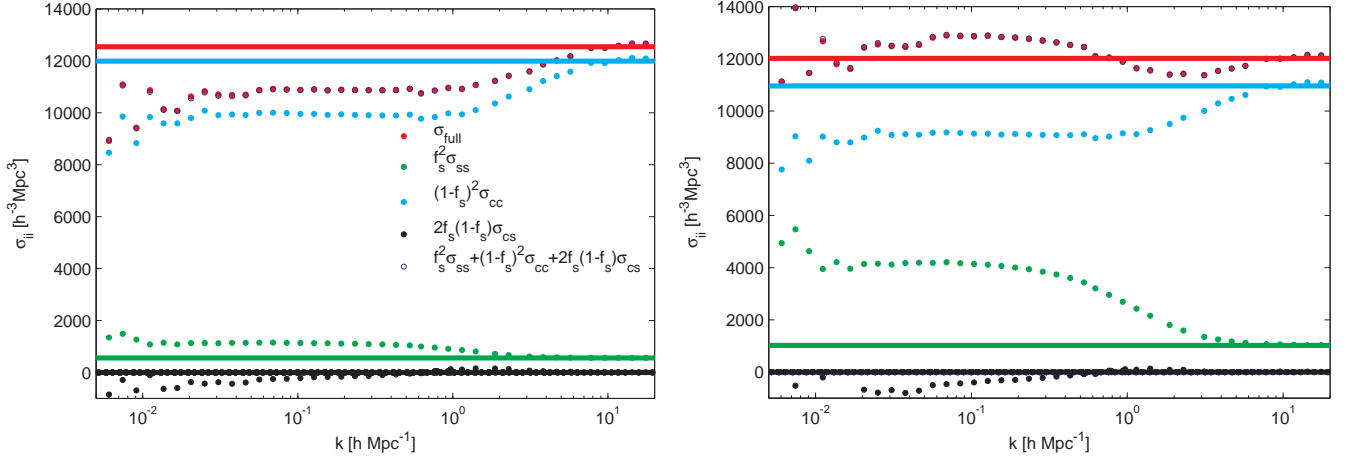 14000
12000
10000
8000
6000
4000
2000
0
σ_ii [h^-3Mpc^3]
10^-2 10^-1 10^0 10^1
k [h Mpc^-1]
σ_full
f_s^2σ_ss
(1-f_s)^2σ_cc
2f_s(1-f_s)σ_cs
f_s^2σ_ss+(1-f_s)^2σ_cc+2f_s(1-f_s)σ_cs
14000
12000
10000
8000
6000
4000
2000
0
σ_ii [h^-3Mpc^3]
10^-2 10^-1 10^0 10^1
k [h Mpc^-1]